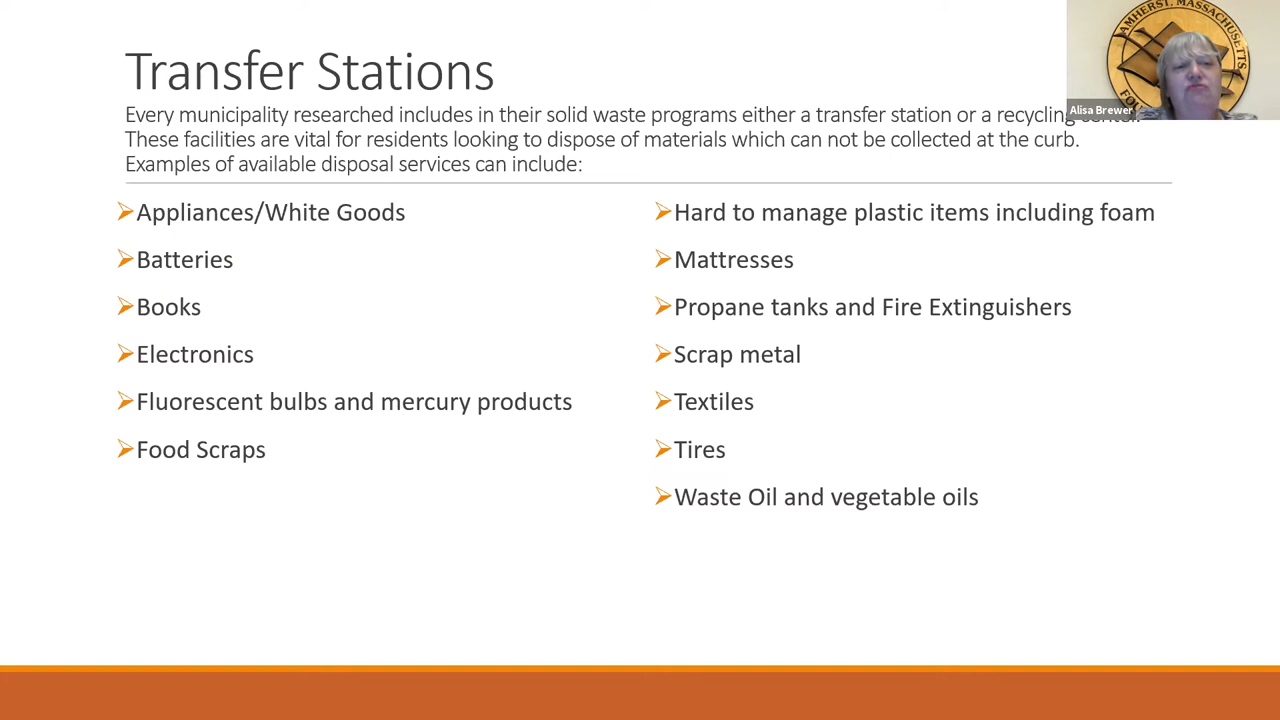 Transfer Stations
Every municipality researched includes in their solid waste programs either a transfer station or a recycling center.
These facilities are vital for residents looking to dispose of materials which can not be collected at the curb.
Examples of available disposal services can include:
➢Appliances/White Goods
➢Batteries
➢Books
➢Electronics
➢Fluorescent bulbs and mercury products
➢Food Scraps
➢Hard to manage plastic items including foam
➢Mattresses
➢Propane tanks and Fire Extinguishers
➢Scrap metal
➢Textiles
➢Tires
➢Waste Oil and vegetable oils
AMHERST, MASSACHUSETTS
Alisa Brewer